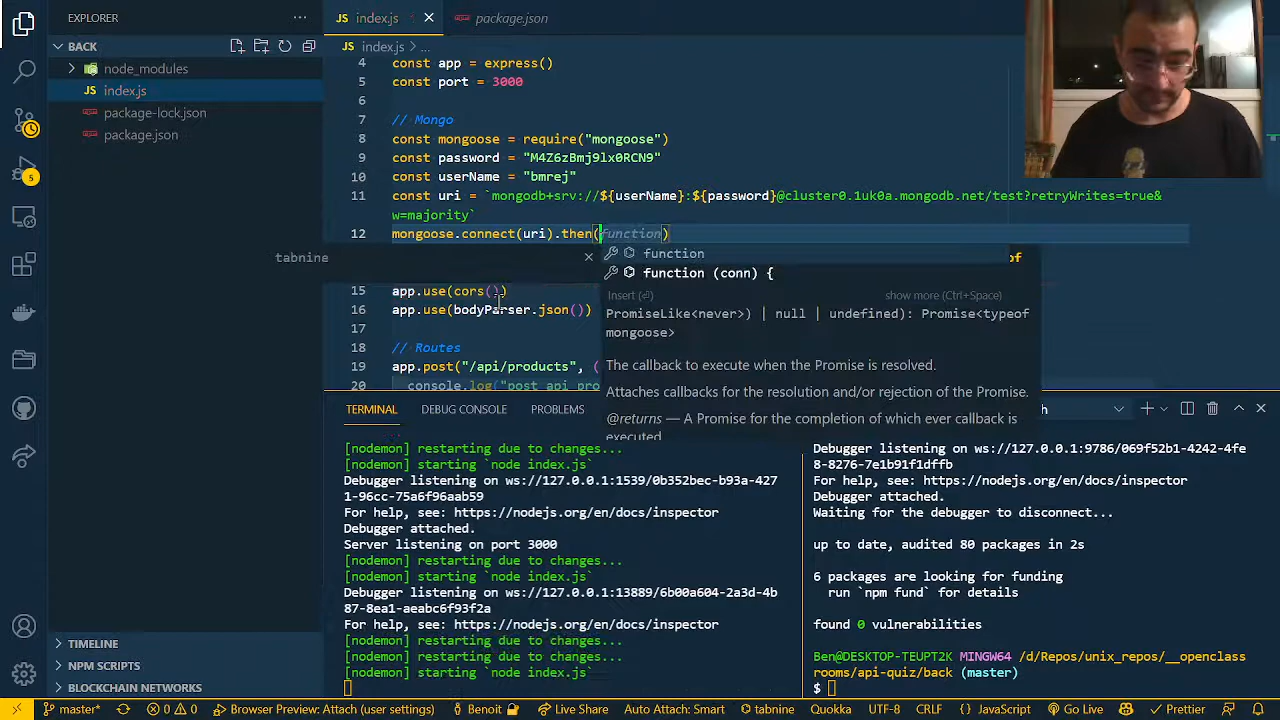 EXPLORER
index.js
package.json
BACK
index.js > ...
node_modules
index.js
package-lock.json
package.json
4 const app = express()
5 const port = 3000
6
7 // Mongo
8 const mongoose = require("mongoose")
9 const password = "M4Z6zBmj9lx0RCN9"
10 const userName = "bmrej"
11 const uri = `mongodb+srv://${userName}:${password}@cluster0.1uk0a.mongodb.net/test?retryWrites=true&
w=majority`
12 mongoose.connect(uri).then(function)
tabnine
function
of
function (conn) {
Insert (⏎) show more (Ctrl+Space)
PromiseLike<never>) | null | undefined): Promise<typeof
mongoose>
The callback to execute when the Promise is resolved.
Attaches callbacks for the resolution and/or rejection of the Promise.
@returns — A Promise for the completion of which ever callback is
executed
15 app.use(cors())
16 app.use(bodyParser.json())
17
18 // Routes
19 app.post("/api/products", (
20 console.log("post api pro
TERMINAL DEBUG CONSOLE PROBLEMS
h
[nodemon] restarting due to changes...
[nodemon] starting `node index.js`
Debugger listening on ws://127.0.0.1:1539/0b352bec-b93a-427
1-96cc-75a6f96aab59
For help, see: https://nodejs.org/en/docs/inspector
Debugger attached.
Server listening on port 3000
[nodemon] restarting due to changes...
[nodemon] starting `node index.js`
Debugger listening on ws://127.0.0.1:13889/6b00a604-2a3d-4b
87-8ea1-aeabc6f93f2a
For help, see: https://nodejs.org/en/docs/inspector
[nodemon] restarting due to changes...
[nodemon] restarting due to changes...
[nodemon] starting `node index.js`
Debugger listening on ws://127.0.0.1:9786/069f52b1-4242-4fe
8-8276-7e1b91f1dffb
For help, see: https://nodejs.org/en/docs/inspector
Debugger attached.
Waiting for the debugger to disconnect...
up to date, audited 80 packages in 2s
6 packages are looking for funding
run `npm fund` for details
found 0 vulnerabilities
Ben@DESKTOP-TEUPT2K MINGW64 /d/Repos/unix_repos/__openclass
rooms/api-quiz/back (master)
$
5
TIMELINE
NPM SCRIPTS
BLOCKCHAIN NETWORKS
master* 0 0 Browser Preview: Attach (user settings) Benoit Live Share Auto Attach: Smart tabnine Quokka UTF-8 CRLF JavaScript Go Live Prettier